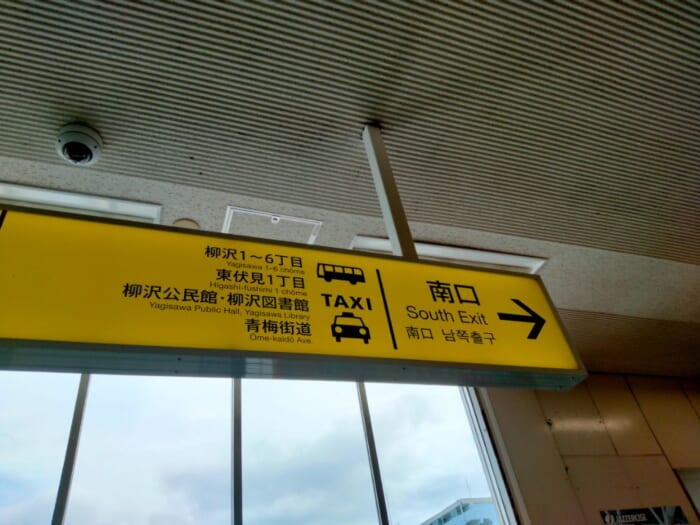 柳沢1～6丁目
Yagisawa 1-6 chōme
東伏見1丁目
Higashi-fushimi 1 chōme
柳沢公民館・柳沢図書館
Yagisawa Public Hall, Yagisawa Library
青梅街道
Ome-kaidō Ave.
TAXI
南口
South Exit
南口 남쪽출구